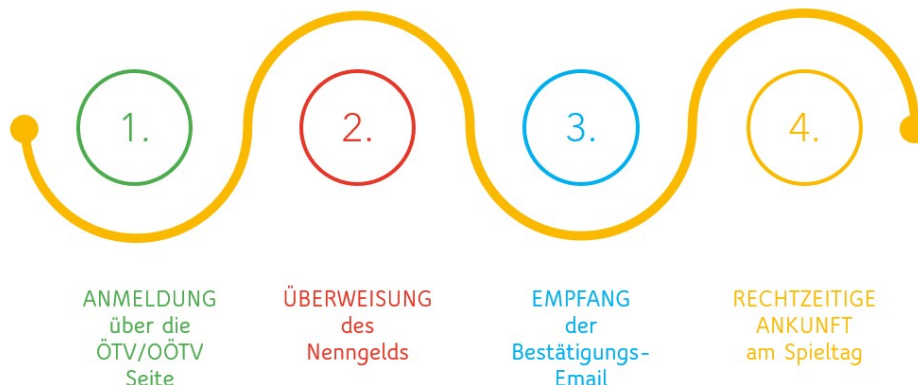 1.
2.
3.
4.
ANMELDUNG
über die
ÖTV/OÖTV
Seite
ÜBERWEISUNG
des
Nenngelds
EMPFANG
der
Bestätigungs-
Email
RECHTZEITIGE
ANKUNFT
am Spieltag